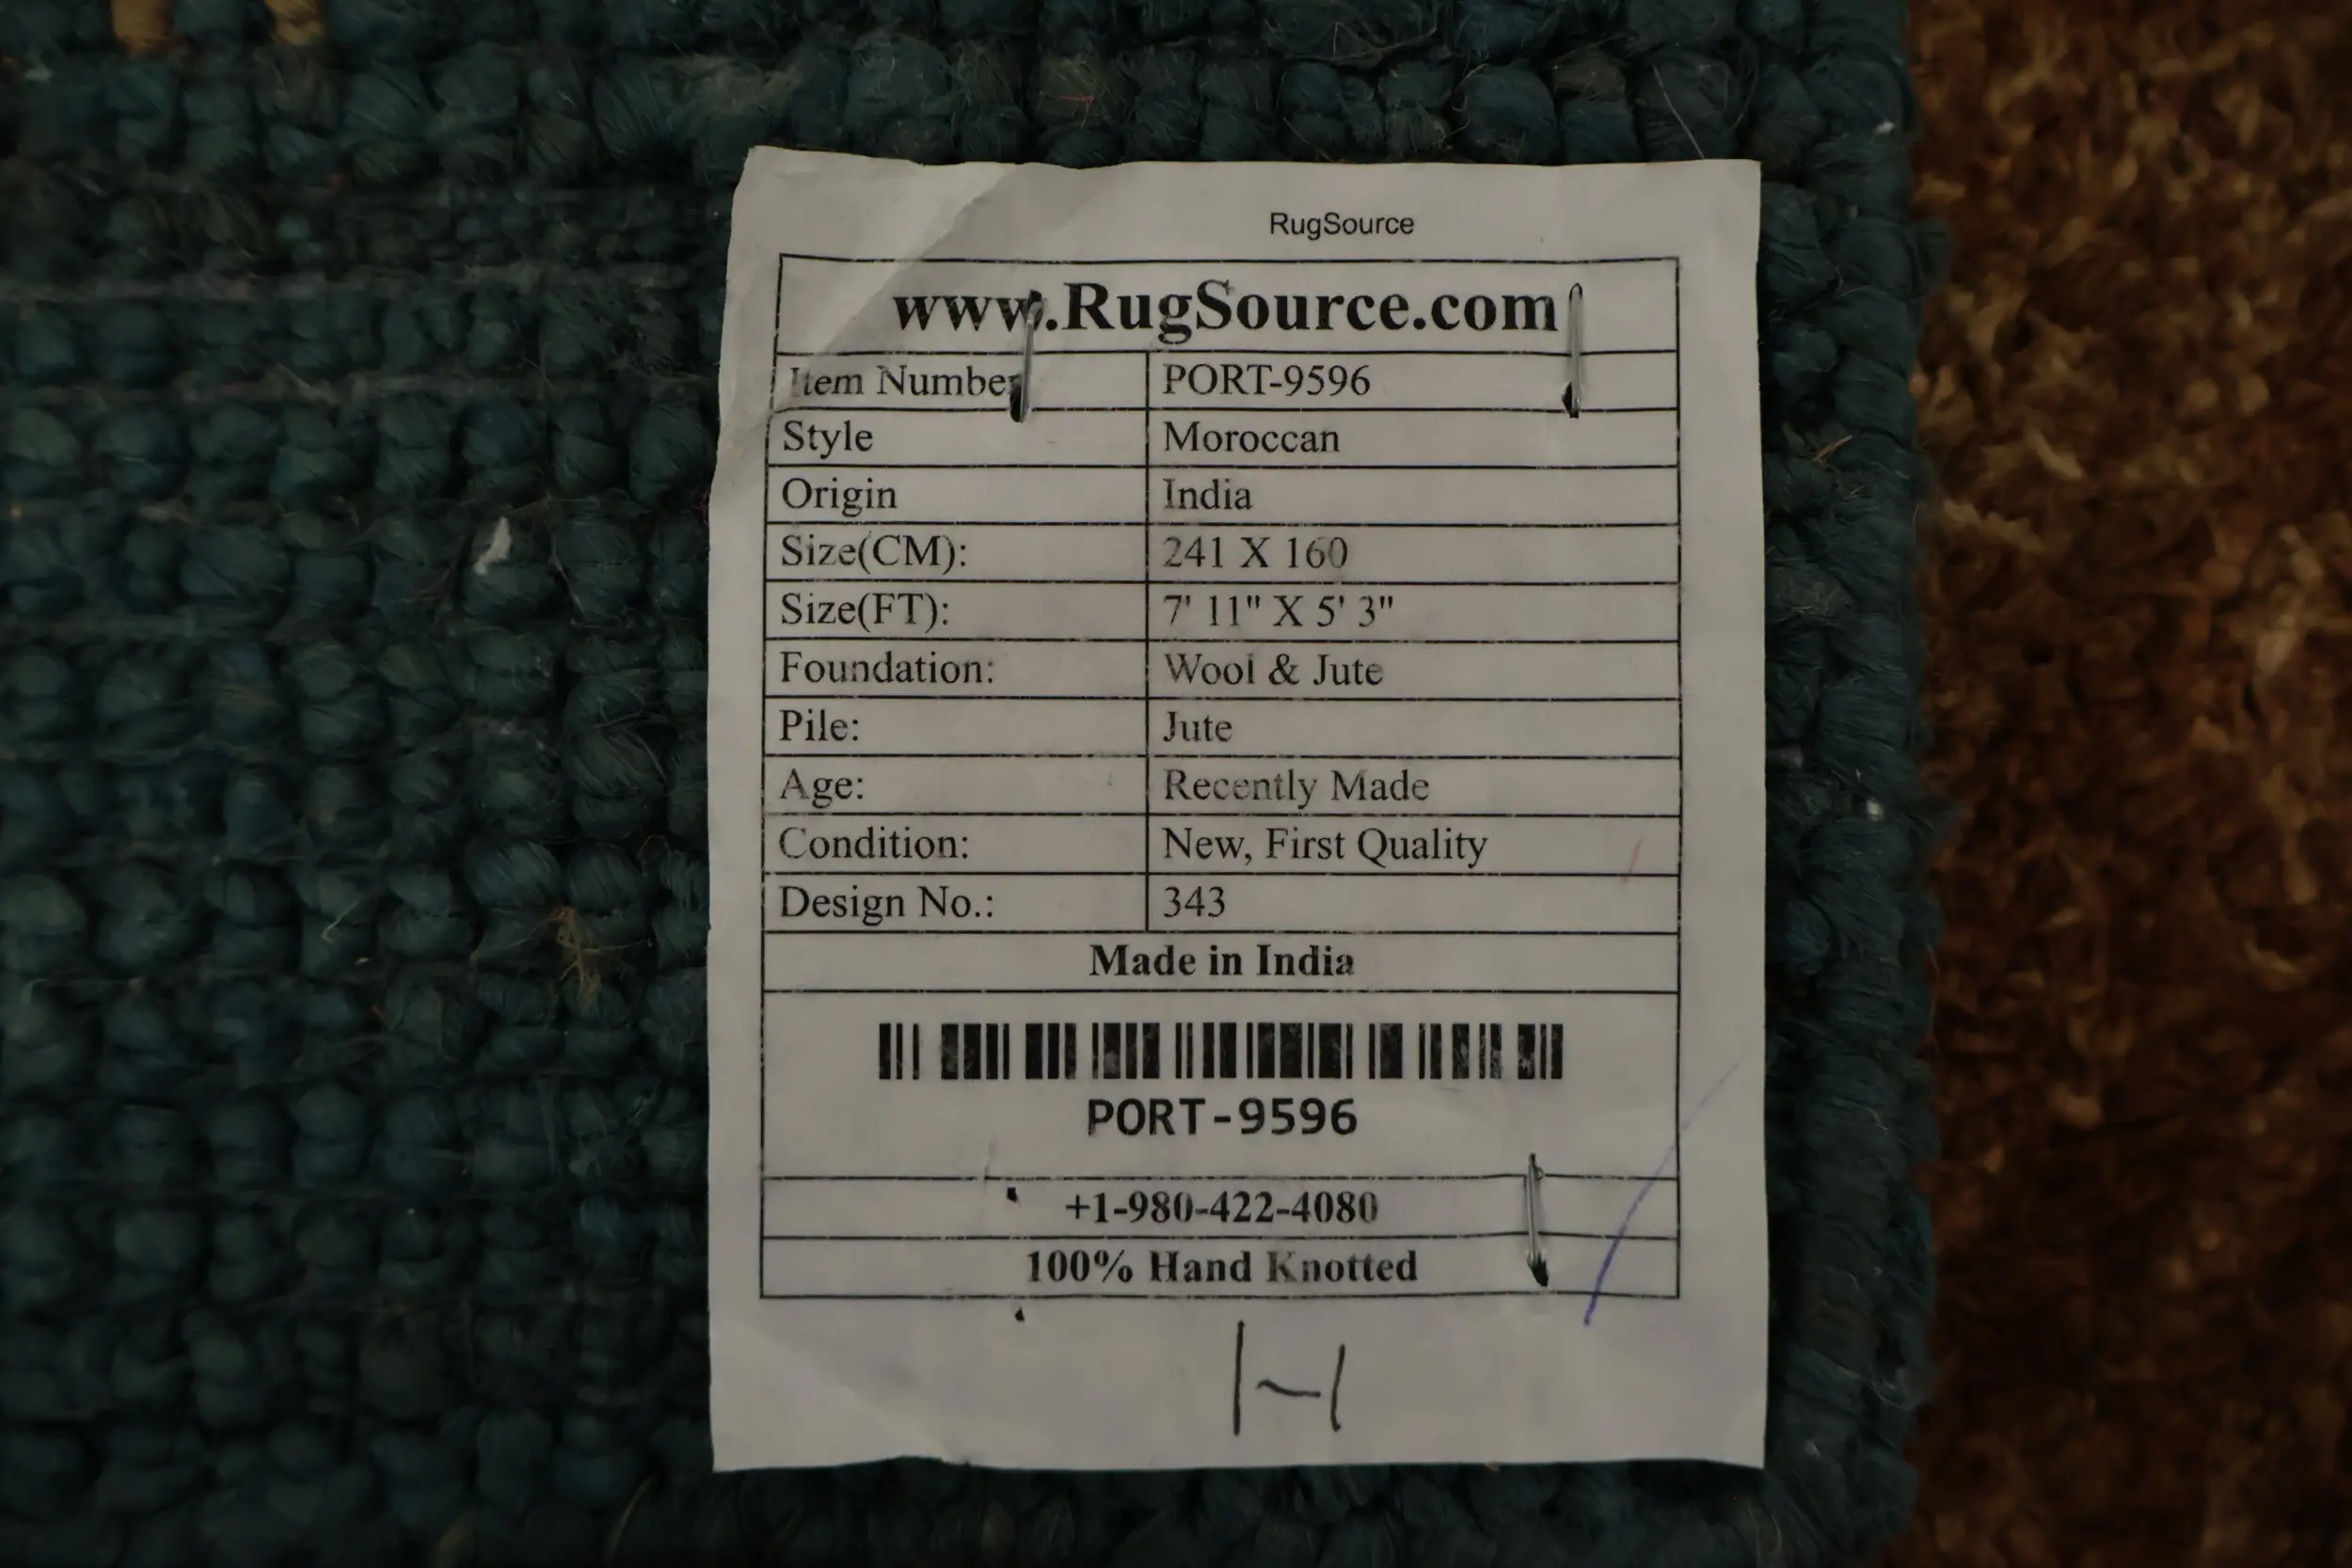 RugSource
www.RugSource.com
Item Number PORT-9596
Style Moroccan
Origin India
Size(CM): 241 X 160
Size(FT): 7' 11" X 5' 3"
Foundation: Wool & Jute
Pile: Jute
Age: Recently Made
Condition: New, First Quality
Design No.: 343
Made in India
PORT-9596
+1-980-422-4080
100% Hand Knotted
1-1